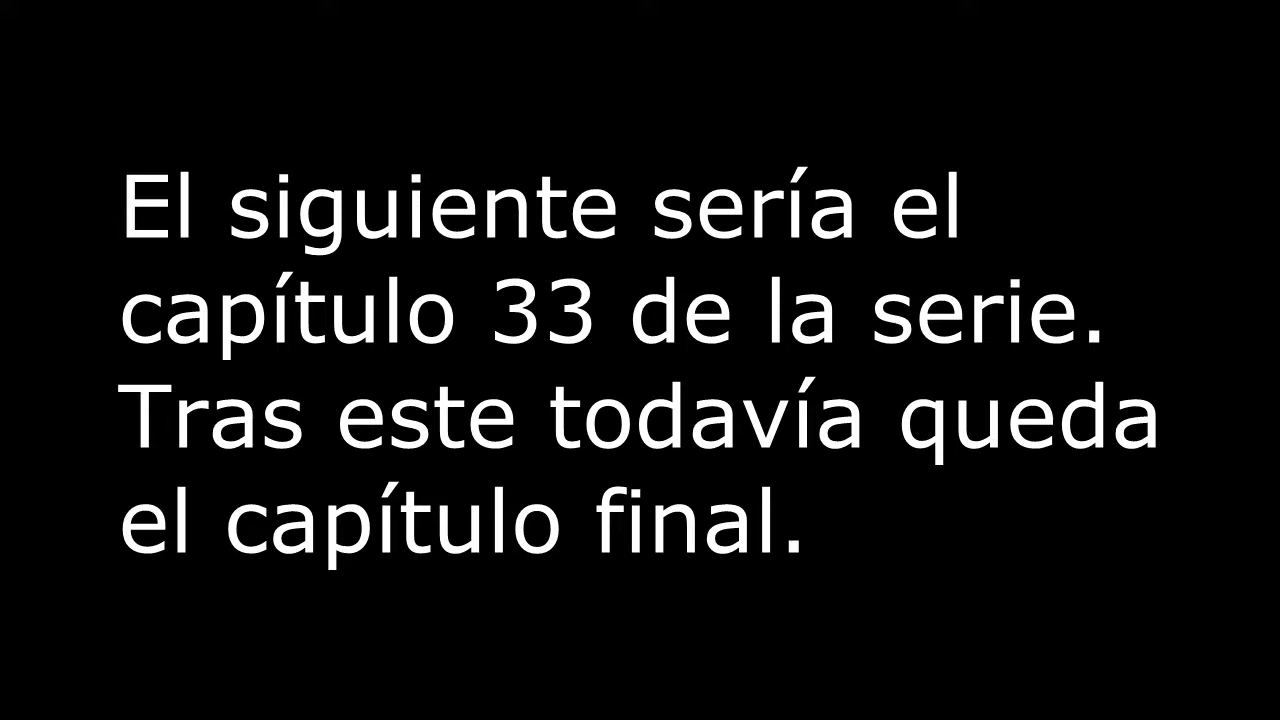 El siguiente sería el
capítulo 33 de la serie.
Tras este todavía queda
el capítulo final.